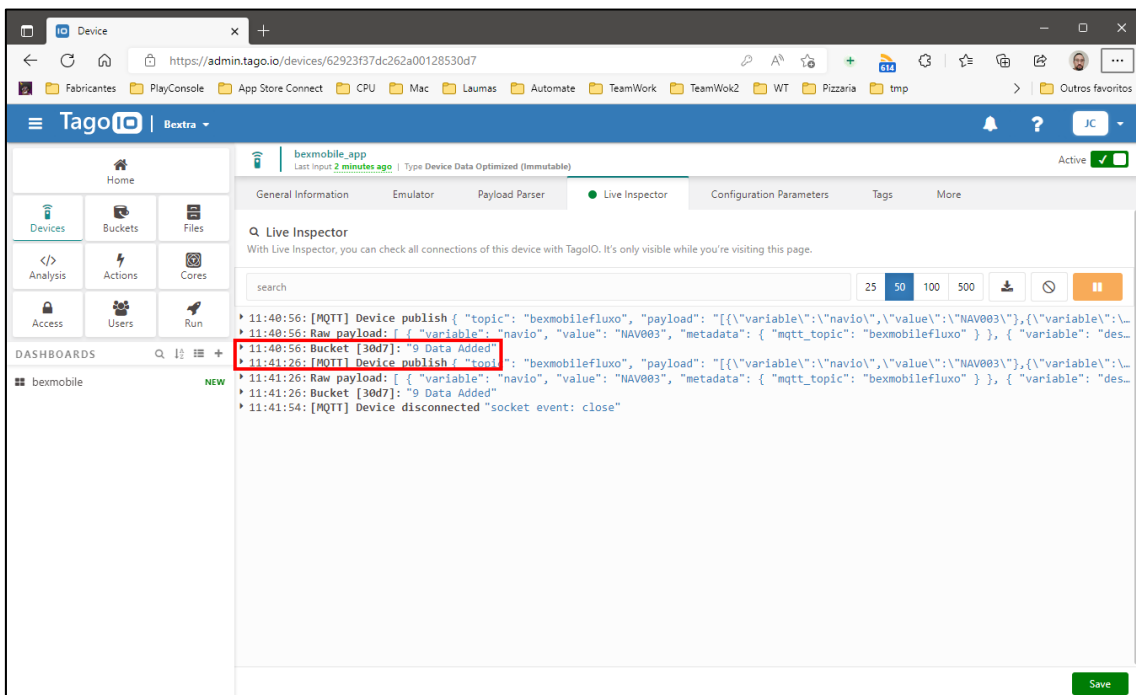 Device
https://admin.tago.io/devices/62923f37dc262a00128530d7
614
Fabricantes PlayConsole App Store Connect CPU Mac Laumas Automate TeamWork TeamWok2 WT Pizzaria tmp Outros favoritos
Tago IO | Bextra
? JC
bexmobile_app
Last input 2 minutes ago | Type Device Data Optimized (Immutable)
Active
Home
General Information Emulator Payload Parser Live Inspector Configuration Parameters Tags More
Devices Buckets Files
Live Inspector
With Live Inspector, you can check all connections of this device with TagoIO. It's only visible while you're visiting this page.
Analysis Actions Cores
search 25 50 100 500
Access Users Run
11:40:56: [MQTT] Device publish { "topic": "bexmobilefluxo", "payload": "[{\"variable\":\"navio\",\"value\":\"NAV003\"},{\"variable\":\…
11:40:56: Raw payload: [ { "variable": "navio", "value": "NAV003", "metadata": { "mqtt_topic": "bexmobilefluxo" } }, { "variable": "des…
11:40:56: Bucket [30d7]: "9 Data Added"
11:41:26: [MQTT] Device publish { "topic": "bexmobilefluxo", "payload": "[{\"variable\":\"navio\",\"value\":\"NAV003\"},{\"variable\":\…
11:41:26: Raw payload: [ { "variable": "navio", "value": "NAV003", "metadata": { "mqtt_topic": "bexmobilefluxo" } }, { "variable": "des…
11:41:26: Bucket [30d7]: "9 Data Added"
11:41:54: [MQTT] Device disconnected "socket event: close"
DASHBOARDS
bexmobile NEW
Save